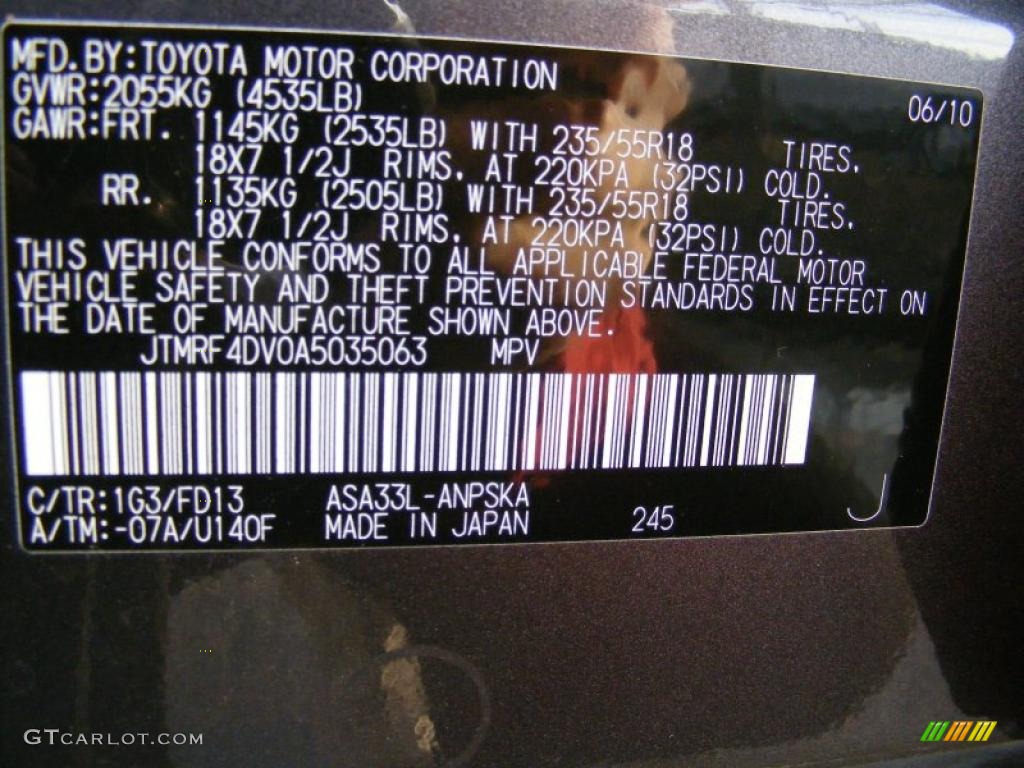 MFD.BY:TOYOTA MOTOR CORPORATION
GVWR:2055KG (4535LB) 06/10
GAWR:FRT. 1145KG (2535LB) WITH 235/55R18 TIRES.
18X7 1/2J RIMS. AT 220KPA (32PSI) COLD.
RR. 1135KG (2505LB) WITH 235/55R18 TIRES.
18X7 1/2J RIMS. AT 220KPA (32PSI) COLD.
THIS VEHICLE CONFORMS TO ALL APPLICABLE FEDERAL MOTOR
VEHICLE SAFETY AND THEFT PREVENTION STANDARDS IN EFFECT ON
THE DATE OF MANUFACTURE SHOWN ABOVE.
JTMRF4DV0A5035063 MPV
C/TR:1G3/FD13 ASA33L-ANPSKA
A/TM:-07A/U140F MADE IN JAPAN 245 J
GTCARLOT.COM